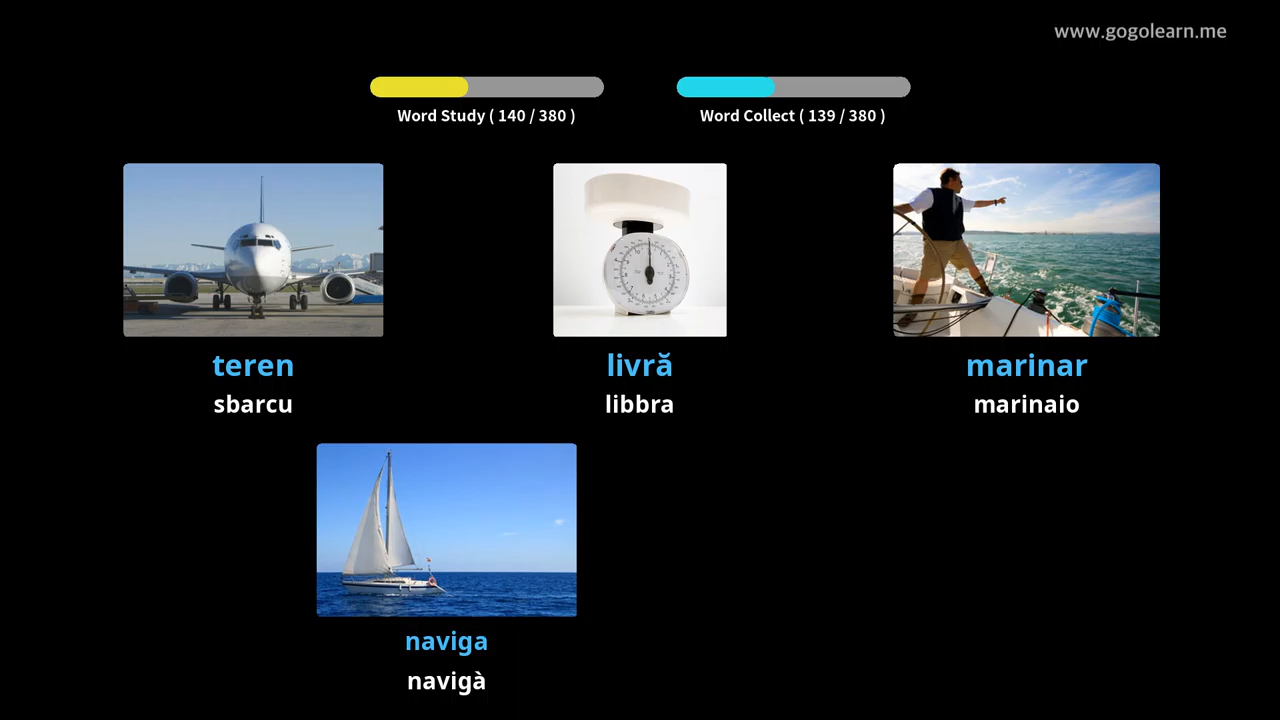 www.gogolearn.me
Word Study ( 140 / 380 )
Word Collect ( 139 / 380 )
teren
sbarcu
livră
libbra
marinar
marinaio
naviga
navigà